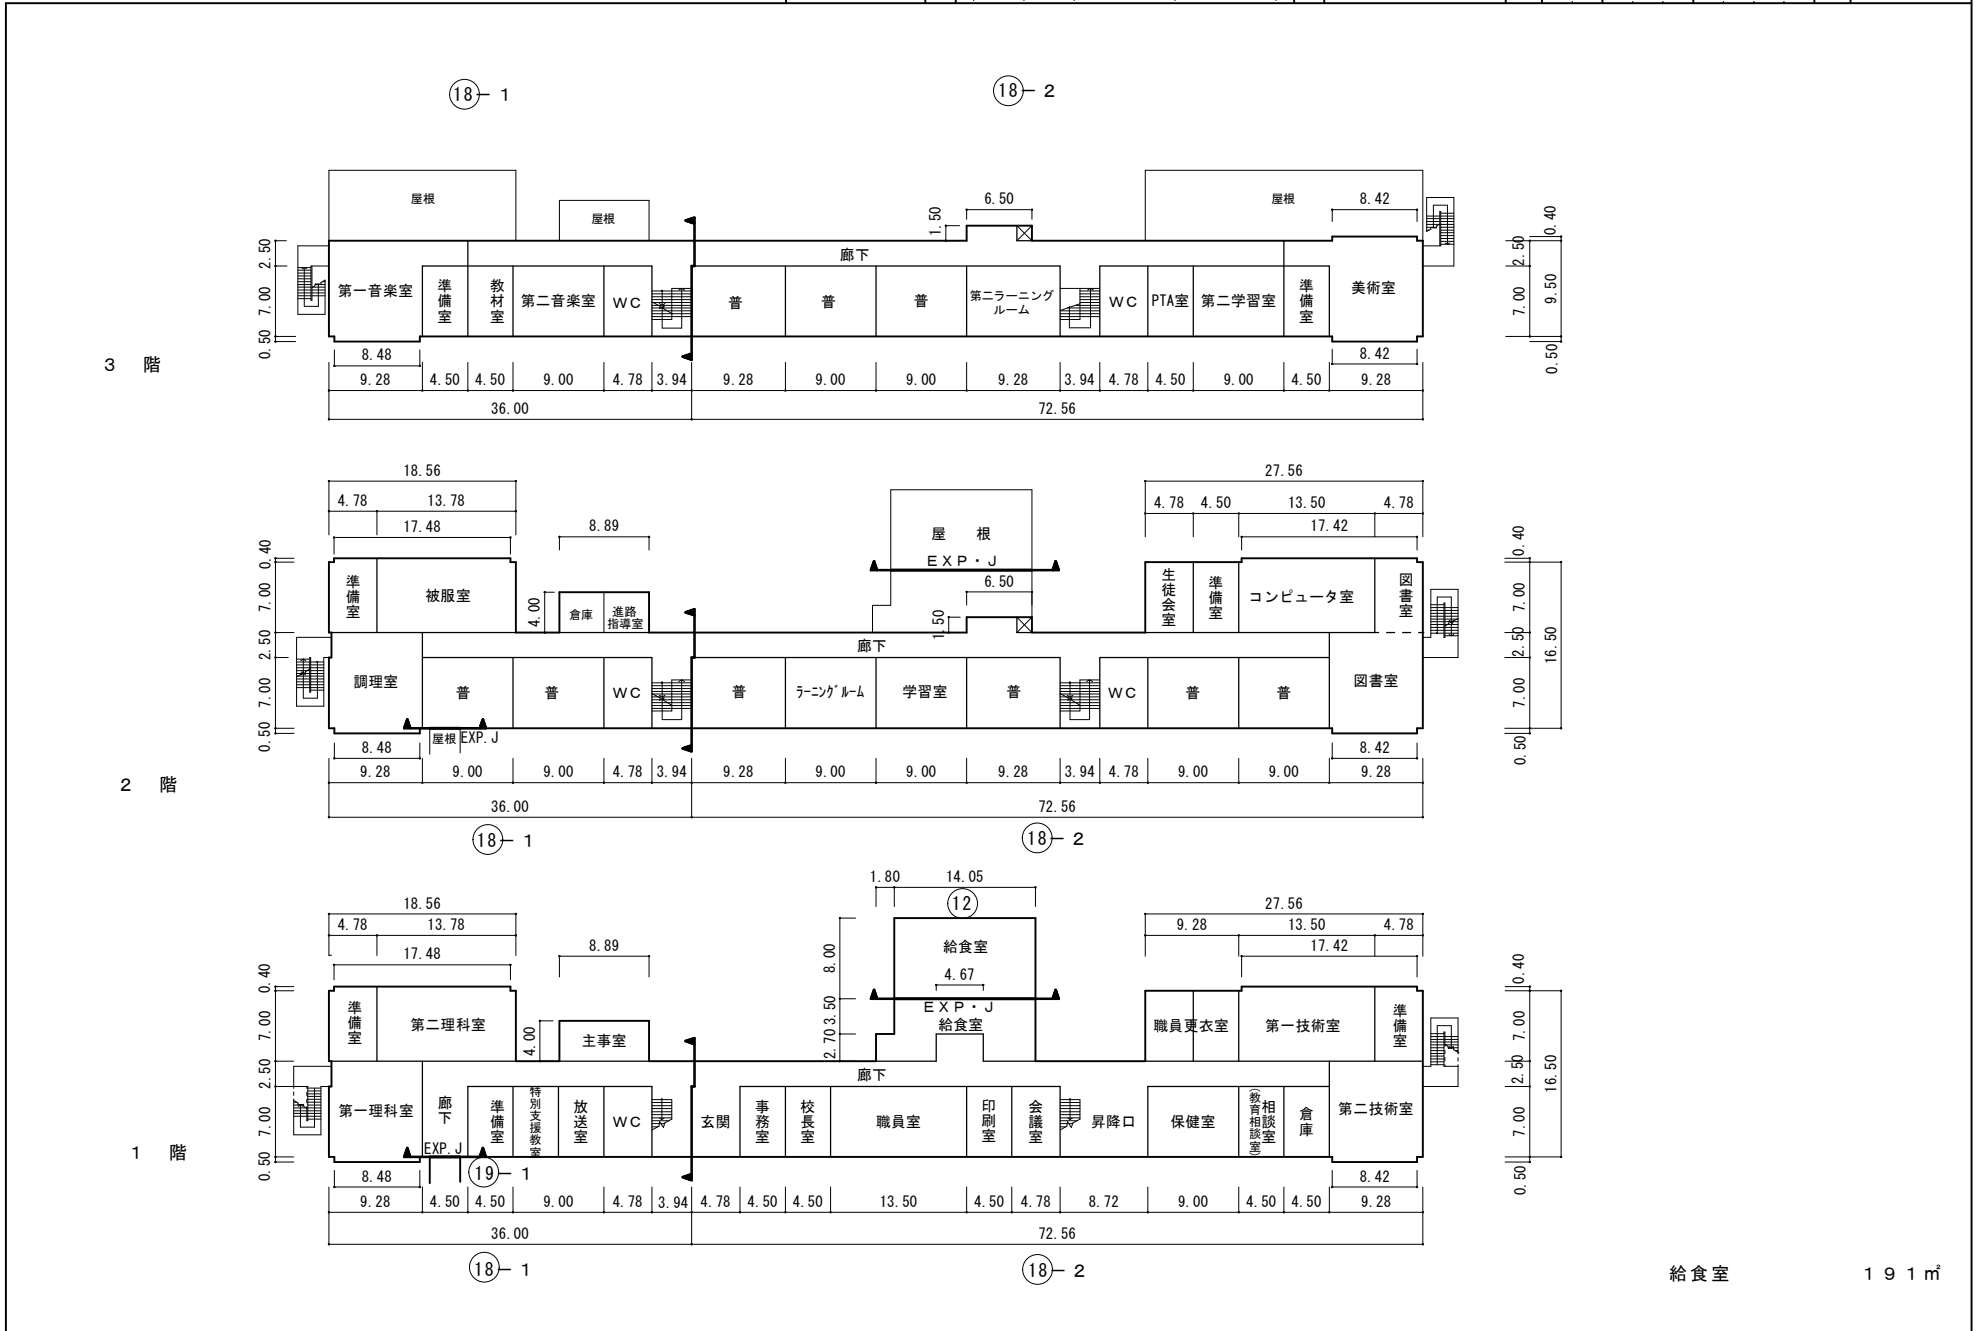 18-1
18-2
屋根
屋根
6.50
1.50
屋根
8.42
0.40
2.50
7.00
0.50
廊下
第一音楽室
準備室
教材室
第二音楽室
WC
普
普
普
第二ラーニング
ルーム
WC
PTA室
第二学習室
準備室
美術室
2.50
7.00
9.50
0.50
3 階
8.48
8.42
9.28 4.50 4.50 9.00 4.78 3.94 9.28 9.00 9.00 9.28 3.94 4.78 4.50 9.00 4.50 9.28
36.00
72.56
18.56
27.56
4.78 13.78
4.78 4.50 13.50 4.78
17.48
8.89
17.42
屋 根
EXP・J
6.50
1.50
0.40
7.00
2.50
7.00
0.50
準備室
被服室
4.00
倉庫
進路
指導室
生徒会室
準備室
コンピュータ室
図書室
0.40
7.00
2.50
16.50
7.00
0.50
廊下
調理室
普
普
WC
普
ラーニングルーム
学習室
普
WC
普
普
図書室
屋根
EXP.J
8.48
8.42
9.28 9.00 9.00 4.78 3.94 9.28 9.00 9.00 9.28 3.94 4.78 9.00 9.00 9.28
2 階
36.00
72.56
18-1
18-2
1.80 14.05
12
18.56
27.56
4.78 13.78
9.28 13.50 4.78
17.48
8.89
17.42
給食室
8.00
4.67
3.50
EXP・J
給食室
2.70
0.40
7.00
2.50
7.00
0.50
準備室
第二理科室
4.00
主事室
職員更衣室
第一技術室
準備室
0.40
7.00
2.50
16.50
7.00
0.50
廊下
第一理科室
廊下
準備室
特別支援教室
放送室
WC
玄関
事務室
校長室
職員室
印刷室
会議室
昇降口
保健室
相談室
(教育相談室)
倉庫
第二技術室
1 階
EXP.J
19-1
8.48
8.42
9.28 4.50 4.50 9.00 4.78 3.94 4.78 4.50 4.50 13.50 4.50 4.78 8.72 9.00 4.50 4.50 9.28
36.00
72.56
18-1
18-2
給食室 191㎡